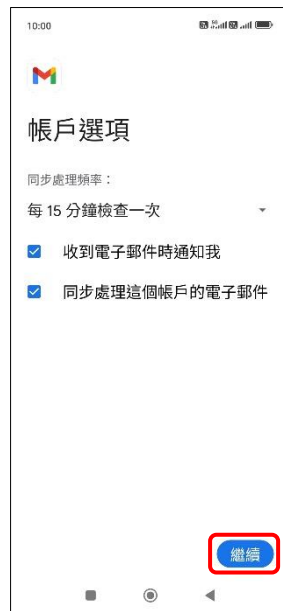 10:00
帳戶選項
同步處理頻率：
每 15 分鐘檢查一次
收到電子郵件時通知我
同步處理這個帳戶的電子郵件
繼續